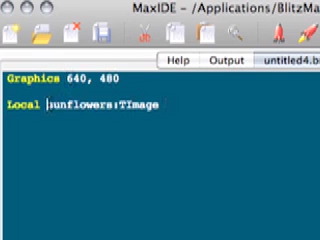 MaxIDE - /Applications/BlitzMa
Help Output untitled4.b
Graphics 640, 480
Local sunflowers:TImage